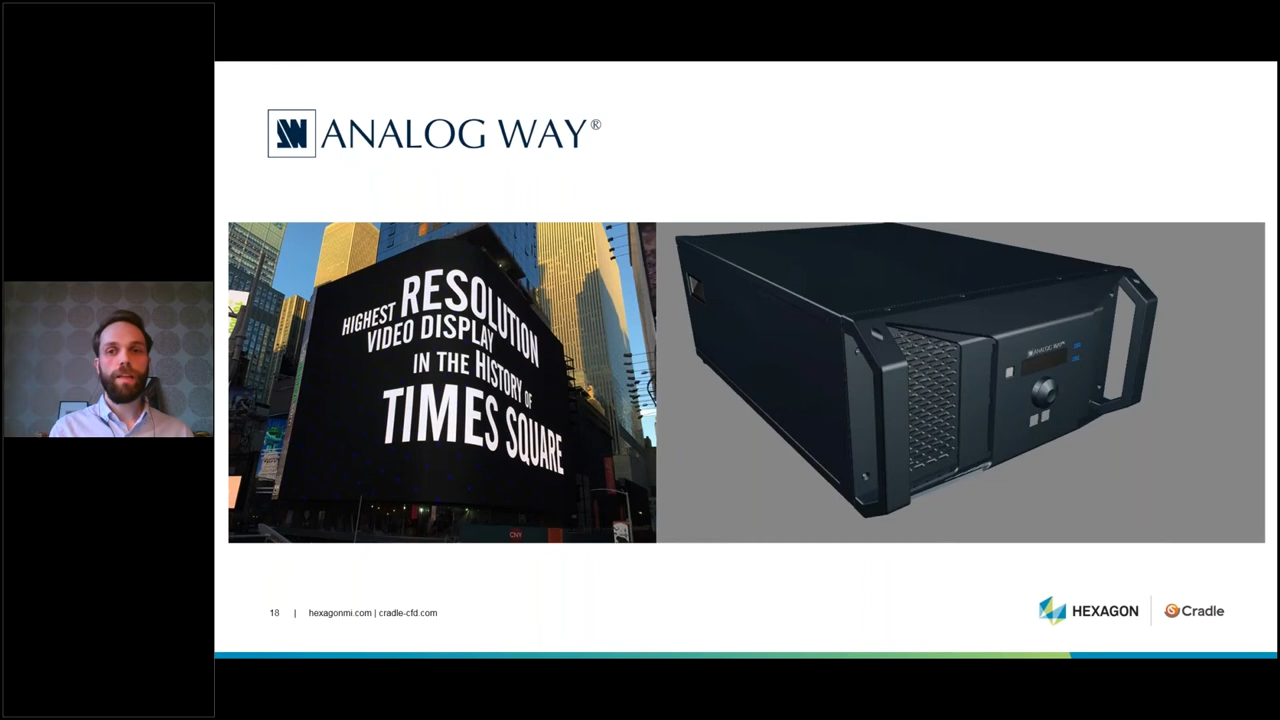 ANALOG WAY®
HIGHEST RESOLUTION
VIDEO DISPLAY
IN THE HISTORY OF
TIMES SQUARE
CNY
ANALOG WAY
18 | hexagonmi.com | cradle-cfd.com
HEXAGON | Cradle